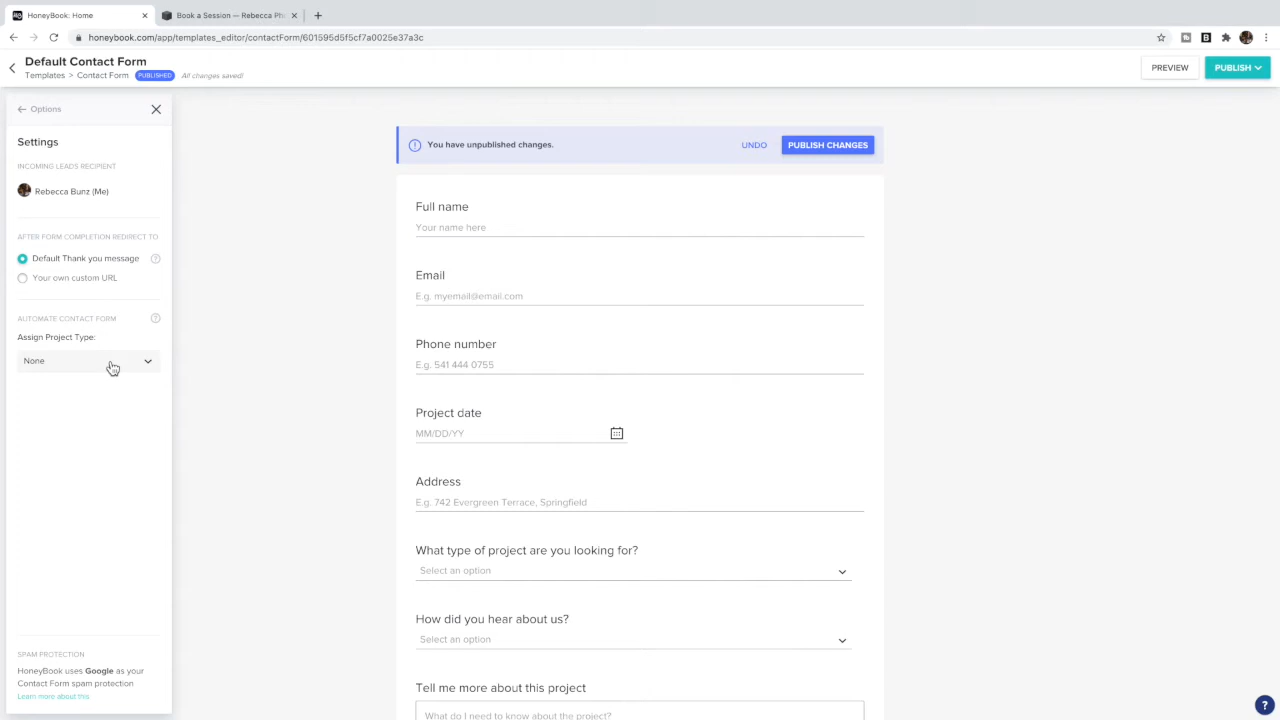 HoneyBook: Home
Book a Session — Rebecca Ph
honeybook.com/app/templates_editor/contactForm/601595d5f5cf7a0025e37a3c
Default Contact Form
Templates > Contact Form PUBLISHED All changes saved!
PREVIEW
PUBLISH
Options
Settings
INCOMING LEADS RECIPIENT
Rebecca Bunz (Me)
AFTER FORM COMPLETION REDIRECT TO
Default Thank you message
Your own custom URL
AUTOMATE CONTACT FORM
Assign Project Type:
None
SPAM PROTECTION
HoneyBook uses Google as your
Contact Form spam protection
Learn more about this
You have unpublished changes.
UNDO
PUBLISH CHANGES
Full name
Your name here
Email
E.g. myemail@email.com
Phone number
E.g. 541 444 0755
Project date
MM/DD/YY
Address
E.g. 742 Evergreen Terrace, Springfield
What type of project are you looking for?
Select an option
How did you hear about us?
Select an option
Tell me more about this project
What do I need to know about the project?
?